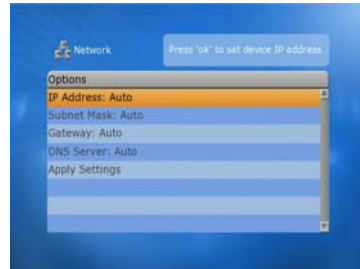 Network
Press 'ok' to set device IP address
Options
IP Address: Auto
Subnet Mask: Auto
Gateway: Auto
DNS Server: Auto
Apply Settings